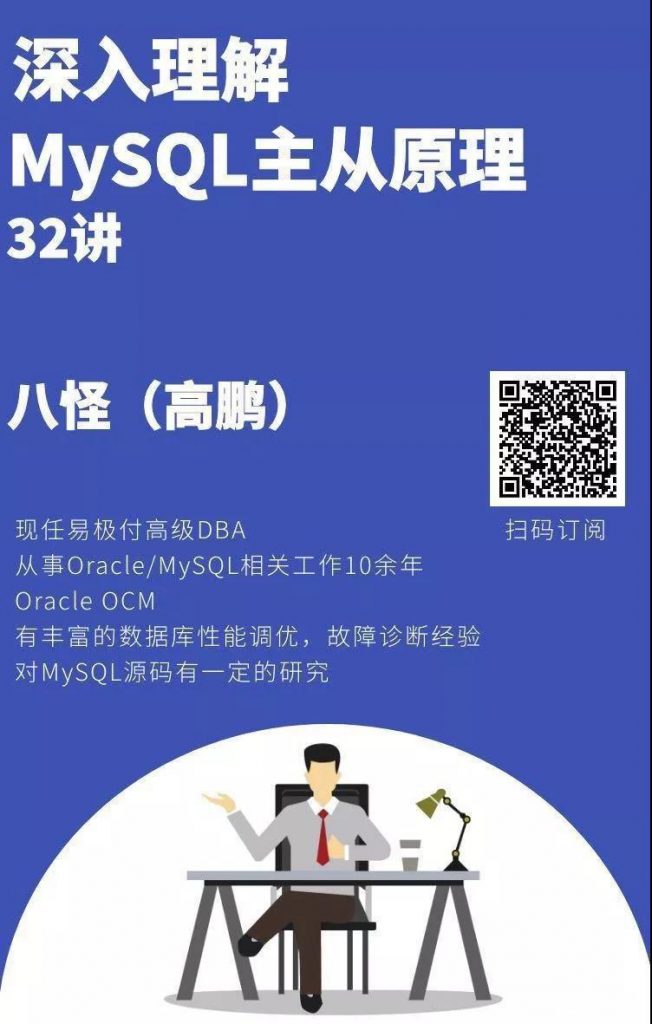 深入理解
MySQL主从原理
32讲
八怪（高鹏）
现任易极付高级DBA
扫码订阅
从事Oracle/MySQL相关工作10余年
Oracle OCM
有丰富的数据库性能调优，故障诊断经验
对MySQL源码有一定的研究